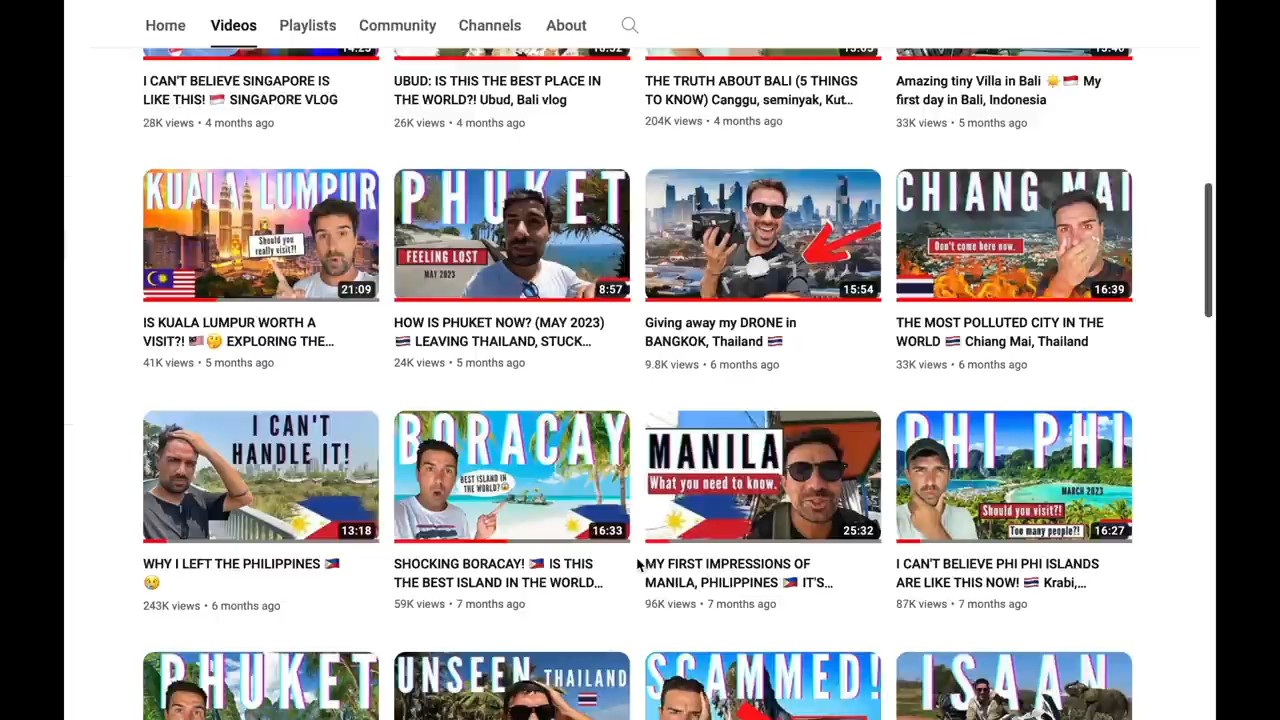 Home Videos Playlists Community Channels About
I CAN'T BELIEVE SINGAPORE IS
LIKE THIS! 🇸🇬 SINGAPORE VLOG
28K views • 4 months ago
UBUD: IS THIS THE BEST PLACE IN
THE WORLD?! Ubud, Bali vlog
26K views • 4 months ago
THE TRUTH ABOUT BALI (5 THINGS
TO KNOW) Canggu, seminyak, Kut...
204K views • 4 months ago
Amazing tiny Villa in Bali ☀️🇮🇩 My
first day in Bali, Indonesia
33K views • 5 months ago
KUALA LUMPUR
Should you
really visit?!
21:09
IS KUALA LUMPUR WORTH A
VISIT?! 🇲🇾🤔 EXPLORING THE...
41K views • 5 months ago
PHUKET
FEELING LOST
MAY 2023
8:57
HOW IS PHUKET NOW? (MAY 2023)
🇹🇭 LEAVING THAILAND, STUCK...
24K views • 5 months ago
15:54
Giving away my DRONE in
BANGKOK, Thailand 🇹🇭
9.8K views • 6 months ago
CHIANG MAI
Don't come here now.
16:39
THE MOST POLLUTED CITY IN THE
WORLD 🇹🇭 Chiang Mai, Thailand
33K views • 6 months ago
I CAN'T
HANDLE IT!
13:18
WHY I LEFT THE PHILIPPINES 🇵🇭
😢
243K views • 6 months ago
BORACAY
BEST ISLAND IN
THE WORLD?
16:33
SHOCKING BORACAY! 🇵🇭 IS THIS
THE BEST ISLAND IN THE WORLD...
59K views • 7 months ago
MANILA
What you need to know.
25:32
MY FIRST IMPRESSIONS OF
MANILA, PHILIPPINES 🇵🇭 IT'S...
96K views • 7 months ago
PHI PHI
MARCH 2023
Should you visit?!
Too many people?!
16:27
I CAN'T BELIEVE PHI PHI ISLANDS
ARE LIKE THIS NOW! 🇹🇭 Krabi,...
87K views • 7 months ago
PHUKET
UNSEEN THAILAND
SCAMMED!
ISAAN